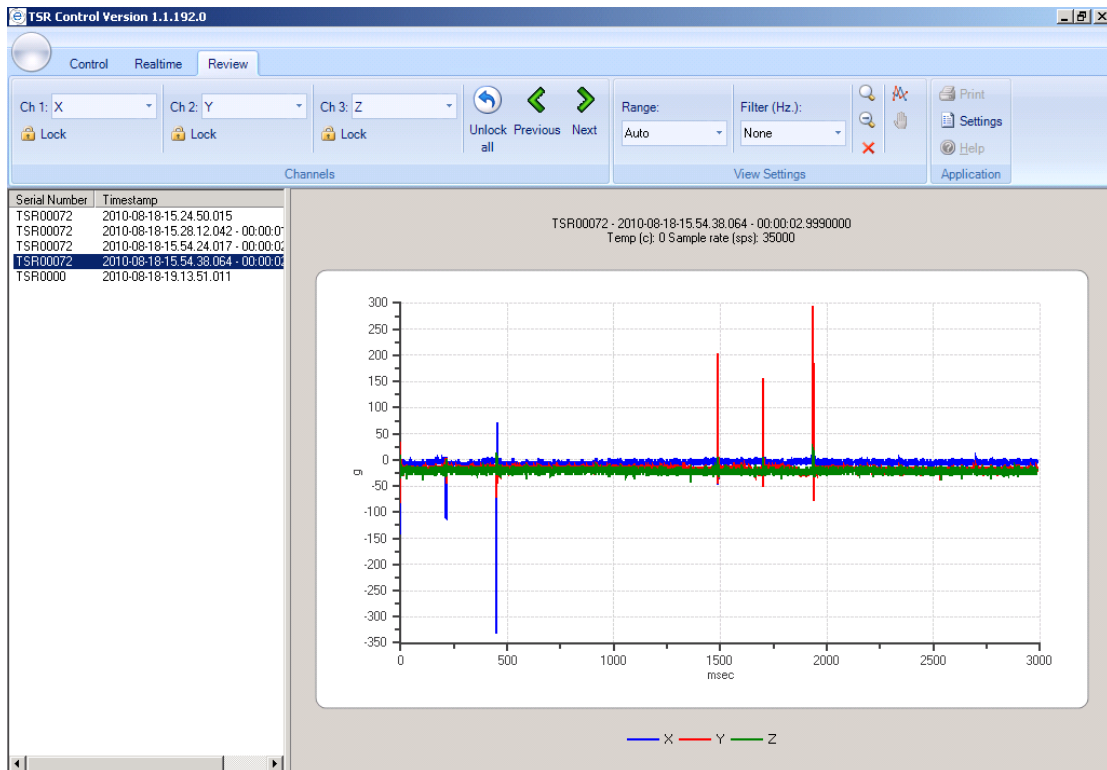 TSR Control Version 1.1.192.0
Control Realtime Review
Ch 1: X Ch 2: Y Ch 3: Z
Lock Lock Lock
Unlock all Previous Next
Range: Filter (Hz.):
Auto None
Print
Settings
Help
Channels View Settings Application
Serial Number Timestamp
TSR00072 2010-08-18-15.24.50.015
TSR00072 2010-08-18-15.28.12.042 - 00:00:0
TSR00072 2010-08-18-15.54.24.017 - 00:00:02
TSR00072 2010-08-18-15.54.38.064 - 00:00:02
TSR0000 2010-08-18-19.13.51.011
TSR00072 - 2010-08-18-15.54.38.064 - 00:00:02.9990000
Temp (c): 0 Sample rate (sps): 35000
300
250
200
150
100
50
0
-50
-100
-150
-200
-250
-300
-350
g
0 500 1000 1500 2000 2500 3000
msec
X Y Z